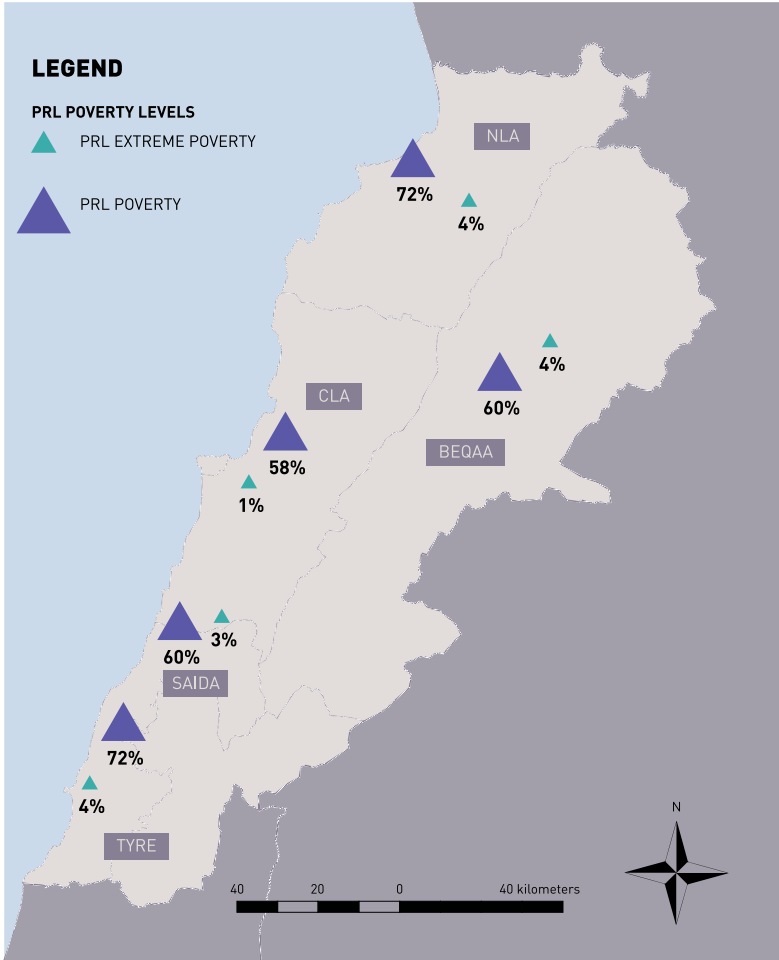 LEGEND
PRL POVERTY LEVELS
PRL EXTREME POVERTY
PRL POVERTY
NLA
72%
4%
4%
60%
CLA
BEQAA
58%
1%
3%
60%
SAIDA
72%
4%
TYRE
N
40 20 0 40 kilometers